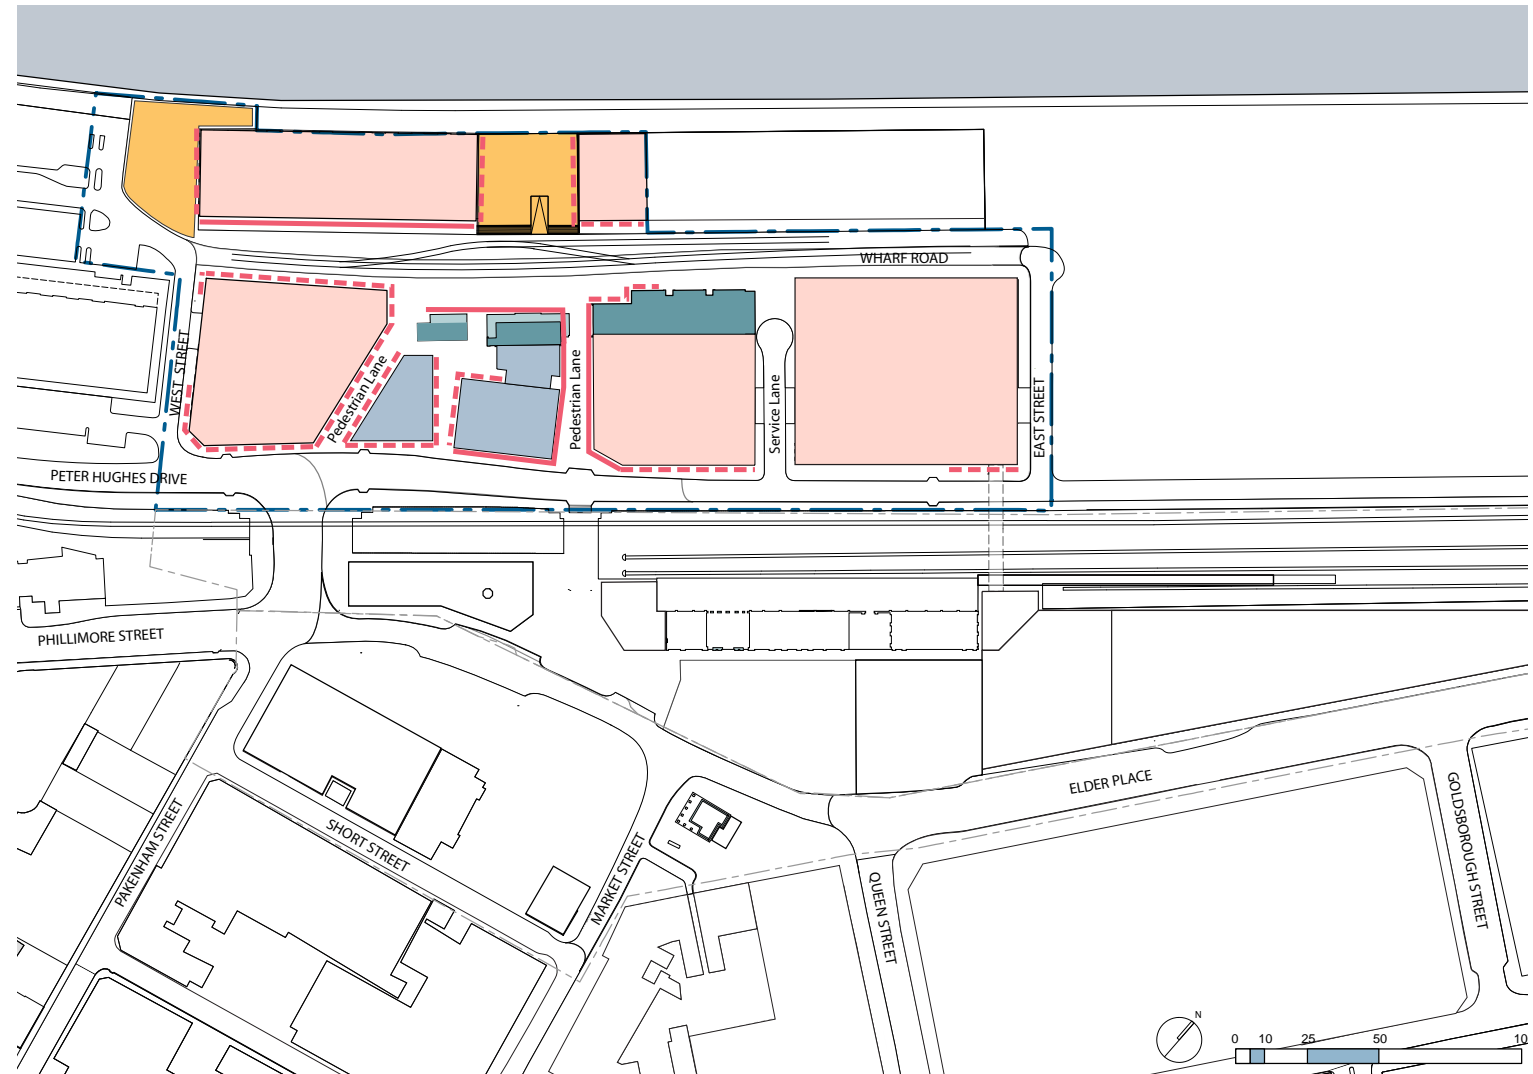 WHARF ROAD
WEST STREET
Pedestrian Lane
Pedestrian Lane
Service Lane
EAST STREET
PETER HUGHES DRIVE
PHILLIMORE STREET
ELDER PLACE
GOLDSBOROUGH STREET
PAKENHAM STREET
SHORT STREET
MARKET STREET
QUEEN STREET
N
0 10 25 50 10